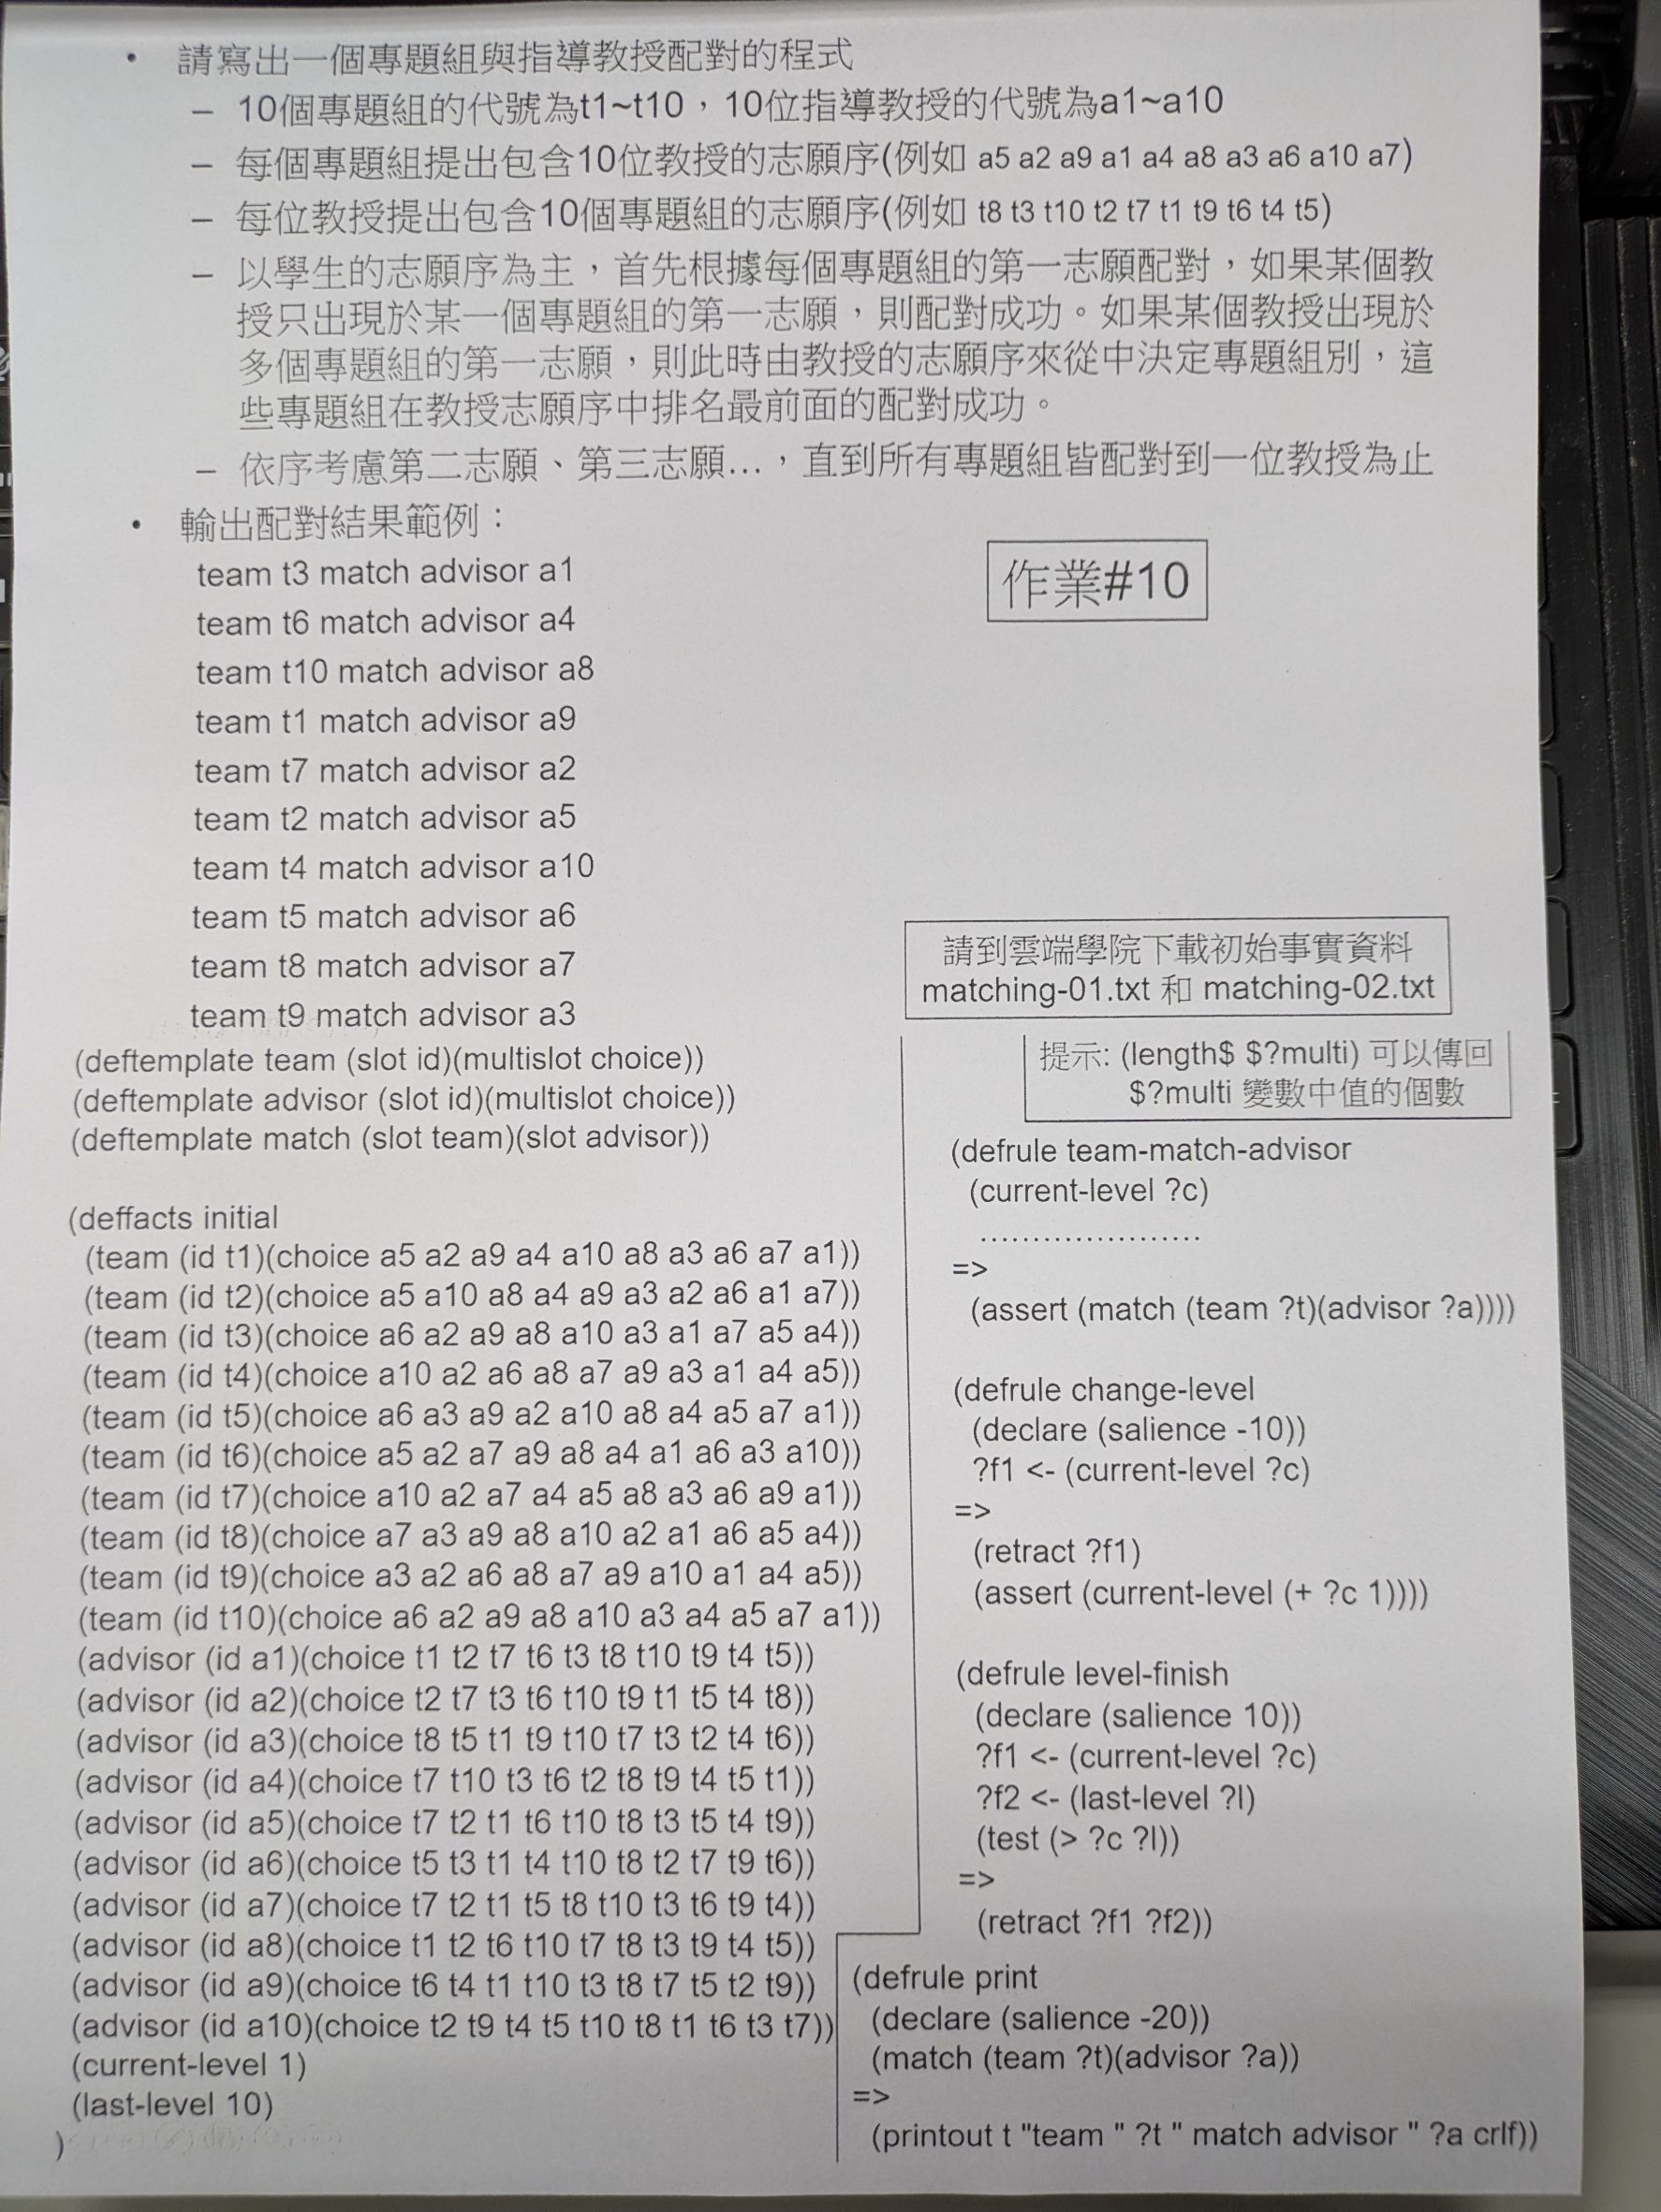 • 請寫出一個專題組與指導教授配對的程式
– 10個專題組的代號為t1~t10，10位指導教授的代號為a1~a10
– 每個專題組提出包含10位教授的志願序(例如 a5 a2 a9 a1 a4 a8 a3 a6 a10 a7)
– 每位教授提出包含10個專題組的志願序(例如 t8 t3 t10 t2 t7 t1 t9 t6 t4 t5)
– 以學生的志願序為主，首先根據每個專題組的第一志願配對，如果某個教
授只出現於某一個專題組的第一志願，則配對成功。如果某個教授出現於
多個專題組的第一志願，則此時由教授的志願序來從中決定專題組別，這
些專題組在教授志願序中排名最前面的配對成功。
– 依序考慮第二志願、第三志願...，直到所有專題組皆配對到一位教授為止
• 輸出配對結果範例：
team t3 match advisor a1
team t6 match advisor a4
team t10 match advisor a8
team t1 match advisor a9
team t7 match advisor a2
team t2 match advisor a5
team t4 match advisor a10
team t5 match advisor a6
team t8 match advisor a7
team t9 match advisor a3
作業#10
請到雲端學院下載初始事實資料
matching-01.txt 和 matching-02.txt
(deftemplate team (slot id)(multislot choice))
(deftemplate advisor (slot id)(multislot choice))
(deftemplate match (slot team)(slot advisor))
(deffacts initial
(team (id t1)(choice a5 a2 a9 a4 a10 a8 a3 a6 a7 a1))
(team (id t2)(choice a5 a10 a8 a4 a9 a3 a2 a6 a1 a7))
(team (id t3)(choice a6 a2 a9 a8 a10 a3 a1 a7 a5 a4))
(team (id t4)(choice a10 a2 a6 a8 a7 a9 a3 a1 a4 a5))
(team (id t5)(choice a6 a3 a9 a2 a10 a8 a4 a5 a7 a1))
(team (id t6)(choice a5 a2 a7 a9 a8 a4 a1 a6 a3 a10))
(team (id t7)(choice a10 a2 a7 a4 a5 a8 a3 a6 a9 a1))
(team (id t8)(choice a7 a3 a9 a8 a10 a2 a1 a6 a5 a4))
(team (id t9)(choice a3 a2 a6 a8 a7 a9 a10 a1 a4 a5))
(team (id t10)(choice a6 a2 a9 a8 a10 a3 a4 a5 a7 a1))
(advisor (id a1)(choice t1 t2 t7 t6 t3 t8 t10 t9 t4 t5))
(advisor (id a2)(choice t2 t7 t3 t6 t10 t9 t1 t5 t4 t8))
(advisor (id a3)(choice t8 t5 t1 t9 t10 t7 t3 t2 t4 t6))
(advisor (id a4)(choice t7 t10 t3 t6 t2 t8 t9 t4 t5 t1))
(advisor (id a5)(choice t7 t2 t1 t6 t10 t8 t3 t5 t4 t9))
(advisor (id a6)(choice t5 t3 t1 t4 t10 t8 t2 t7 t9 t6))
(advisor (id a7)(choice t7 t2 t1 t5 t8 t10 t3 t6 t9 t4))
(advisor (id a8)(choice t1 t2 t6 t10 t7 t8 t3 t9 t4 t5))
(advisor (id a9)(choice t6 t4 t1 t10 t3 t8 t7 t5 t2 t9))
(advisor (id a10)(choice t2 t9 t4 t5 t10 t8 t1 t6 t3 t7))
(current-level 1)
(last-level 10)
)
提示: (length$ $?multi) 可以傳回
$?multi 變數中值的個數
(defrule team-match-advisor
(current-level ?c)
.....................
=>
(assert (match (team ?t)(advisor ?a))))
(defrule change-level
(declare (salience -10))
?f1 <- (current-level ?c)
=>
(retract ?f1)
(assert (current-level (+ ?c 1))))
(defrule level-finish
(declare (salience 10))
?f1 <- (current-level ?c)
?f2 <- (last-level ?l)
(test (> ?c ?l))
=>
(retract ?f1 ?f2))
(defrule print
(declare (salience -20))
(match (team ?t)(advisor ?a))
=>
(printout t "team " ?t " match advisor " ?a crlf))